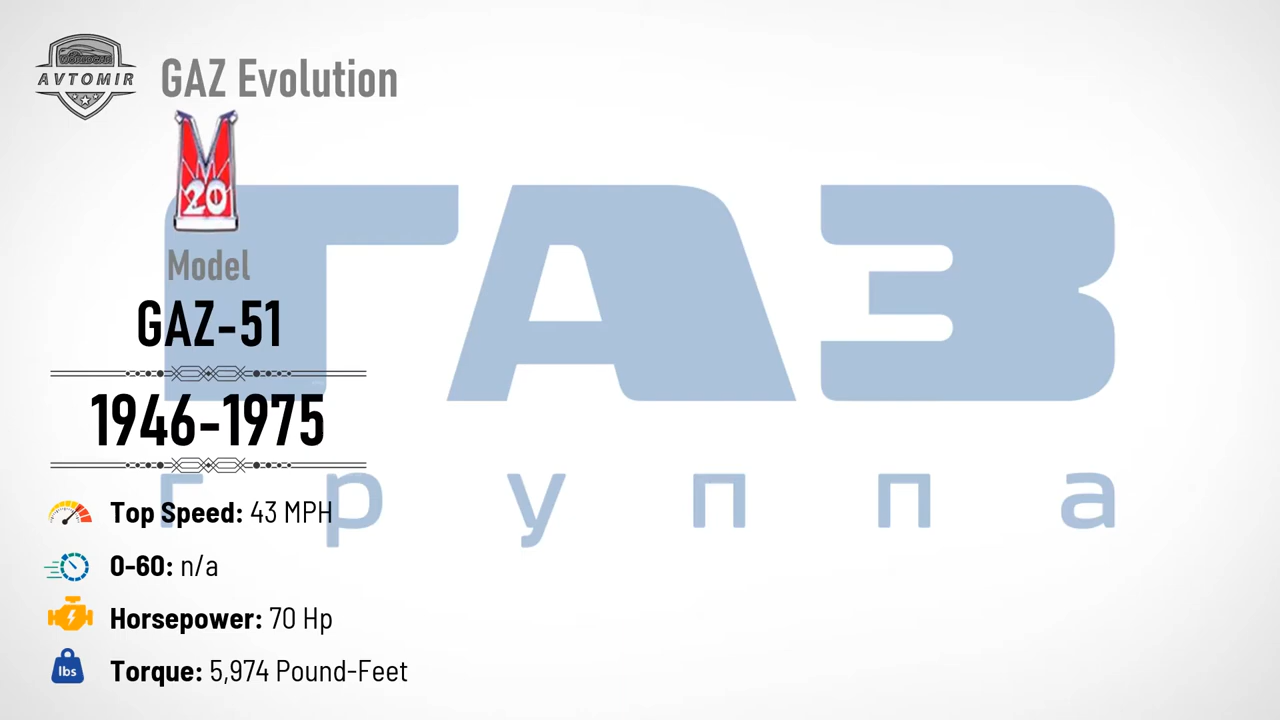 AVTOMIR
GAZ Evolution
M
20
ГАЗ
группа
Model
GAZ-51
1946-1975
Top Speed: 43 MPH
0-60: n/a
Horsepower: 70 Hp
lbs
Torque: 5,974 Pound-Feet